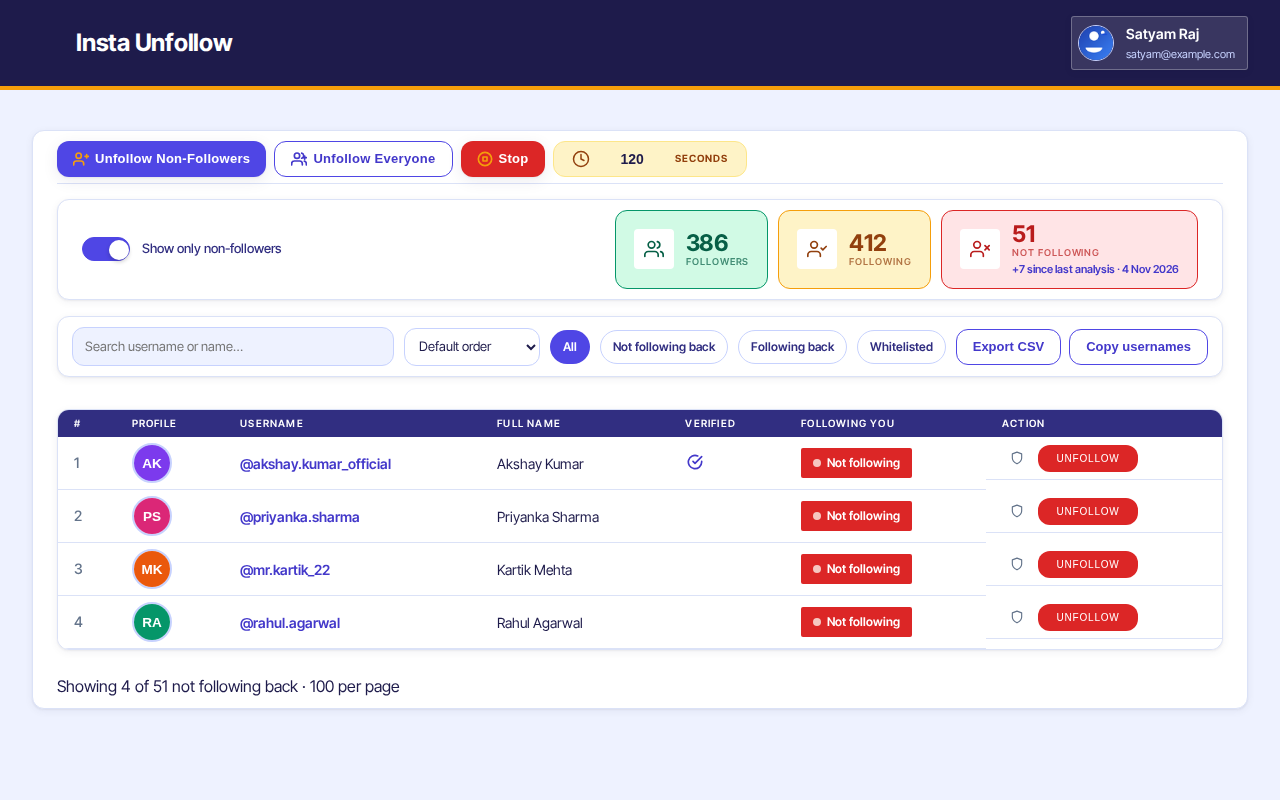 Insta Unfollow
Satyam Raj
satyam@example.com
Unfollow Non-Followers
Unfollow Everyone
Stop
120 SECONDS
Show only non-followers
386
FOLLOWERS
412
FOLLOWING
51
NOT FOLLOWING
+7 since last analysis · 4 Nov 2026
Search username or name...
Default order
All
Not following back
Following back
Whitelisted
Export CSV
Copy usernames
# PROFILE USERNAME FULL NAME VERIFIED FOLLOWING YOU ACTION
1 AK @akshay.kumar_official Akshay Kumar Not following UNFOLLOW
2 PS @priyanka.sharma Priyanka Sharma Not following UNFOLLOW
3 MK @mr.kartik_22 Kartik Mehta Not following UNFOLLOW
4 RA @rahul.agarwal Rahul Agarwal Not following UNFOLLOW
Showing 4 of 51 not following back · 100 per page